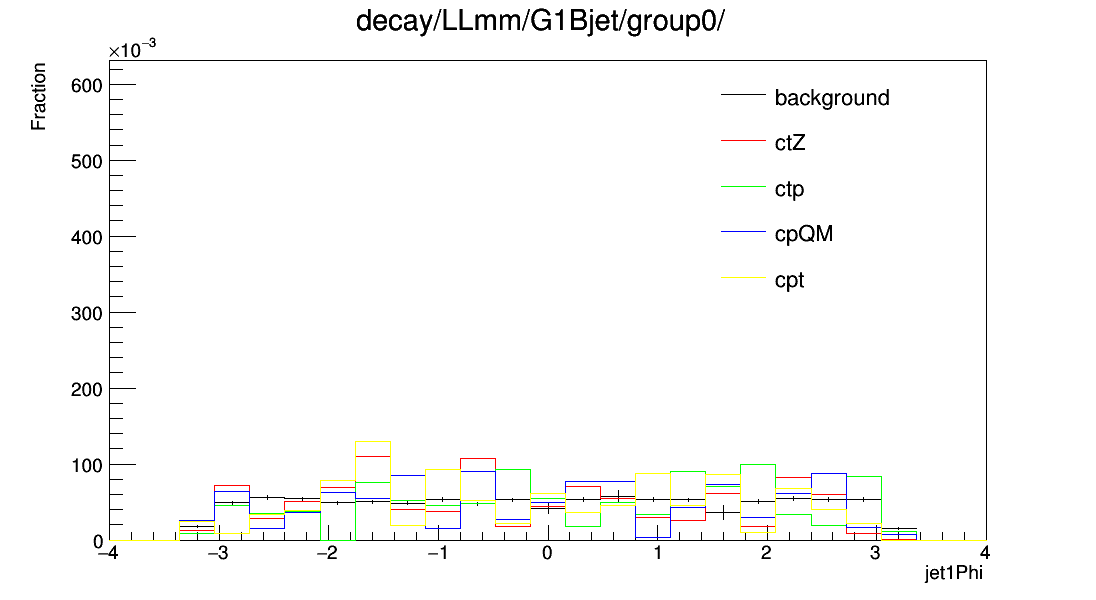 decay/LLmm/G1Bjet/group0/
×10⁻³
Fraction
600
500
400
300
200
100
0
background
ctZ
ctp
cpQM
cpt
−4 −3 −2 −1 0 1 2 3 4
jet1Phi